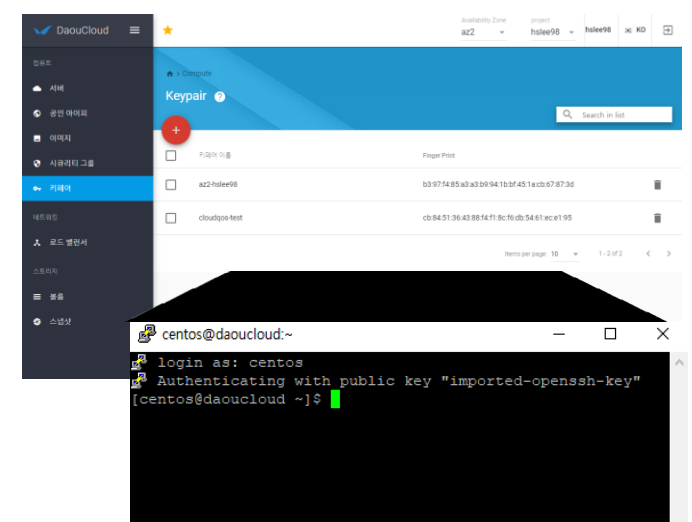 DaouCloud
Availability Zone
az2
project
hslee98
hslee98
KO
컴퓨트
서버
공인 아이피
이미지
시큐리티 그룹
키페어
네트워킹
로드 밸런서
스토리지
볼륨
스냅샷
> Compute
Keypair ?
Search in list
+
키페어 이름
Finger Print
az2-hslee98
b3:97:f4:85:a3:a3:b9:94:1b:bf:45:1a:cb:67:87:3d
cloudqos-test
cb:84:51:36:43:88:f4:f1:8c:f6:db:54:61:ec:e1:95
Items per page: 10
1 - 2 of 2
centos@daoucloud:~
login as: centos
Authenticating with public key "imported-openssh-key"
[centos@daoucloud ~]$